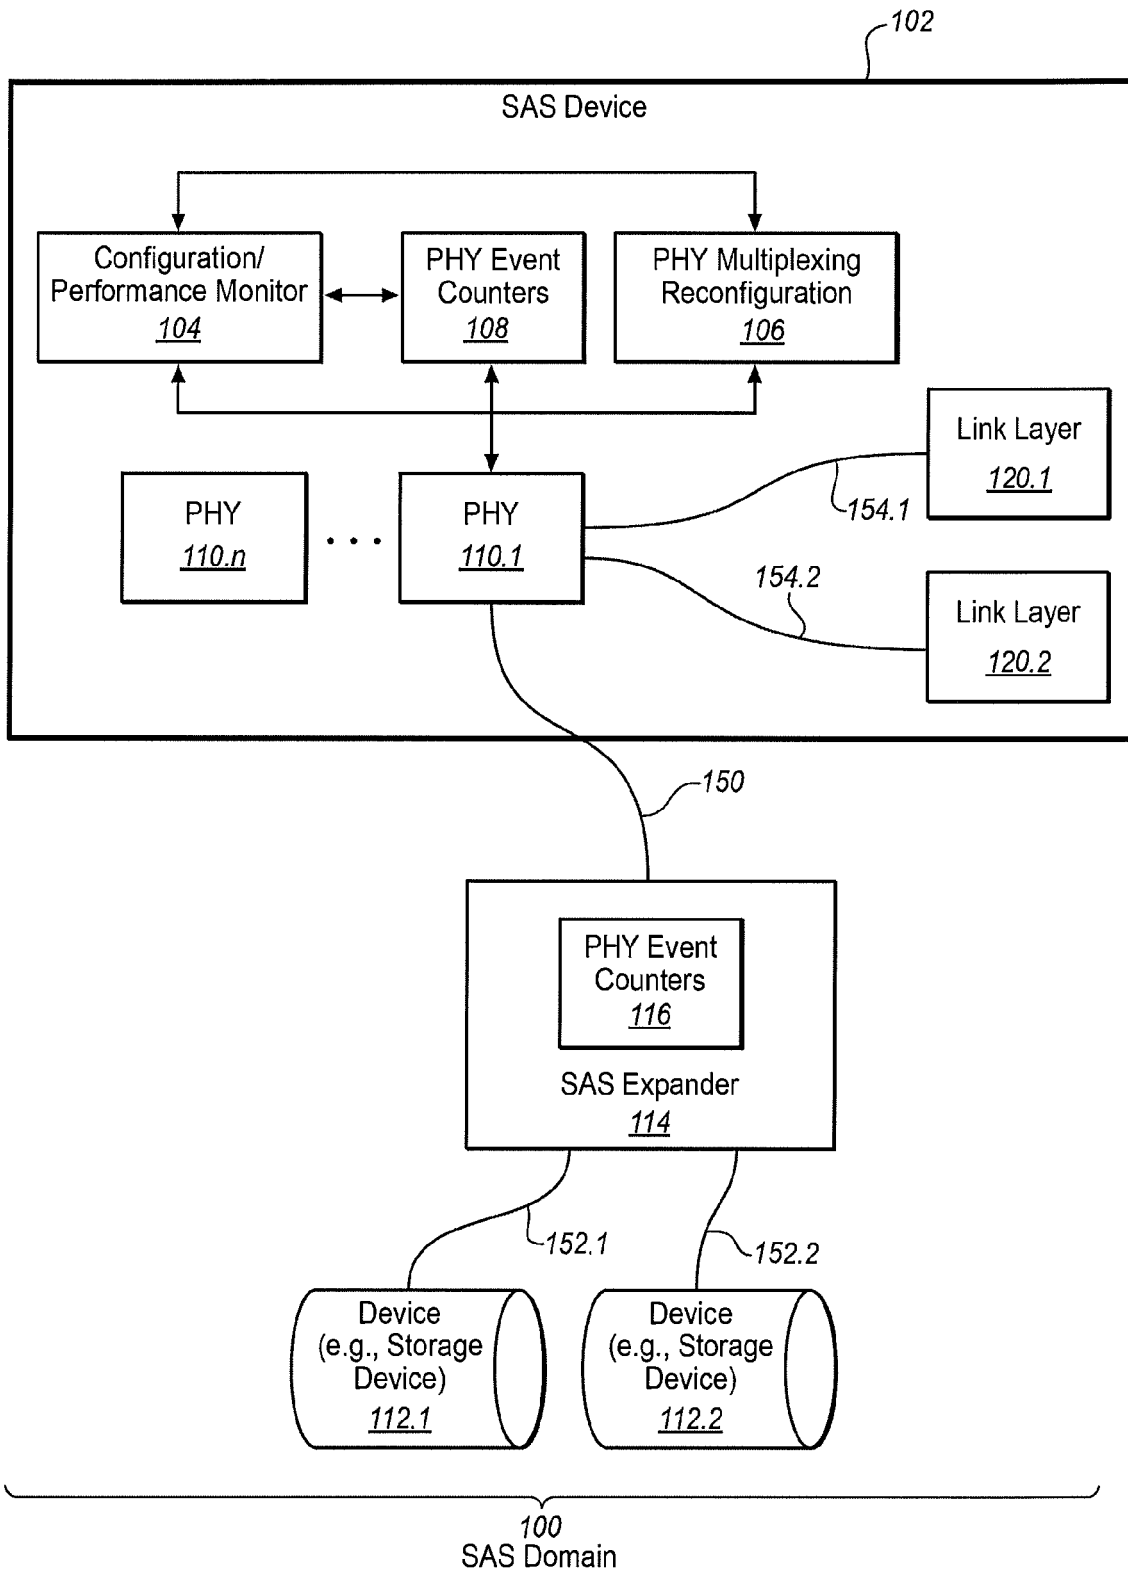 102
SAS Device
Configuration/
Performance Monitor
104
PHY Event
Counters
108
PHY Multiplexing
Reconfiguration
106
Link Layer
120.1
154.1
PHY
110.n
...
PHY
110.1
154.2
Link Layer
120.2
150
PHY Event
Counters
116
SAS Expander
114
152.1
152.2
Device
(e.g., Storage
Device)
112.1
Device
(e.g., Storage
Device)
112.2
100
SAS Domain